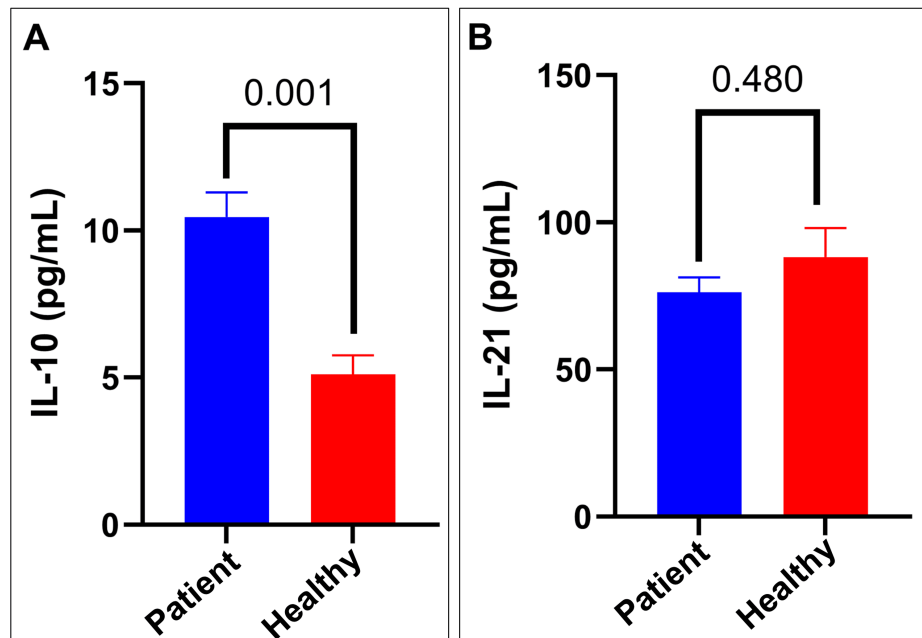 A
0.001
15
10
5
0
IL-10 (pg/mL)
Patient
Healthy
B
0.480
150
100
50
0
IL-21 (pg/mL)
Patient
Healthy